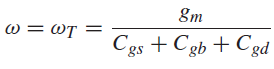 ω = ω_T = g_m / (C_gs + C_gb + C_gd)